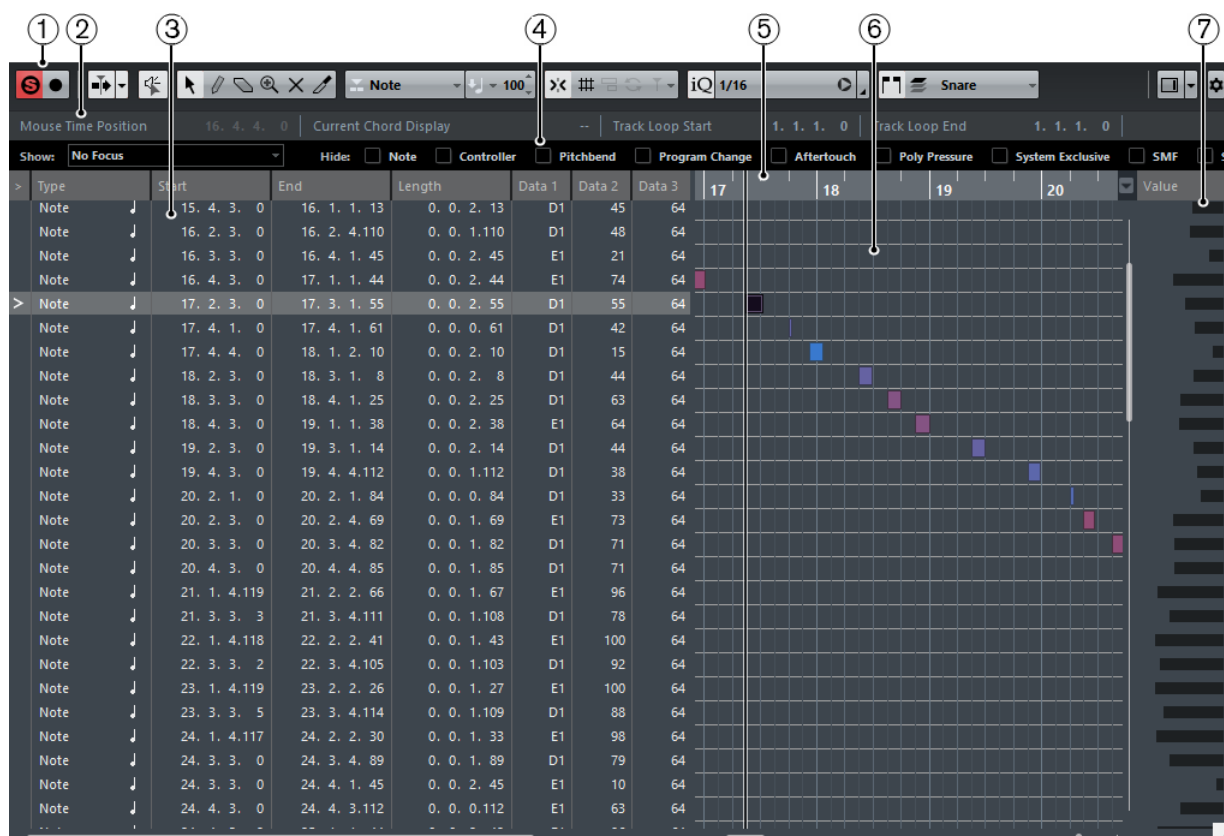 ① ② ③ ④ ⑤ ⑥ ⑦
S Note 100 iQ 1/16 Snare
Mouse Time Position 16. 4. 4. 0 Current Chord Display -- Track Loop Start 1. 1. 1. 0 Track Loop End 1. 1. 1. 0
Show: No Focus Hide: Note Controller Pitchbend Program Change Aftertouch Poly Pressure System Exclusive SMF
> Type Start End Length Data 1 Data 2 Data 3 17 18 19 20 Value
Note 15. 4. 3. 0 16. 1. 1. 13 0. 0. 2. 13 D1 45 64
Note 16. 2. 3. 0 16. 2. 4.110 0. 0. 1.110 D1 48 64
Note 16. 3. 3. 0 16. 4. 1. 45 0. 0. 2. 45 E1 21 64
Note 16. 4. 3. 0 17. 1. 1. 44 0. 0. 2. 44 E1 74 64
> Note 17. 2. 3. 0 17. 3. 1. 55 0. 0. 2. 55 D1 55 64
Note 17. 4. 1. 0 17. 4. 1. 61 0. 0. 0. 61 D1 42 64
Note 17. 4. 4. 0 18. 1. 2. 10 0. 0. 2. 10 D1 15 64
Note 18. 2. 3. 0 18. 3. 1. 8 0. 0. 2. 8 D1 44 64
Note 18. 3. 3. 0 18. 4. 1. 25 0. 0. 2. 25 D1 63 64
Note 18. 4. 3. 0 19. 1. 1. 38 0. 0. 2. 38 E1 64 64
Note 19. 2. 3. 0 19. 3. 1. 14 0. 0. 2. 14 D1 44 64
Note 19. 4. 3. 0 19. 4. 4.112 0. 0. 1.112 D1 38 64
Note 20. 2. 1. 0 20. 2. 1. 84 0. 0. 0. 84 D1 33 64
Note 20. 2. 3. 0 20. 2. 4. 69 0. 0. 1. 69 E1 73 64
Note 20. 3. 3. 0 20. 3. 4. 82 0. 0. 1. 82 D1 71 64
Note 20. 4. 3. 0 20. 4. 4. 85 0. 0. 1. 85 D1 71 64
Note 21. 1. 4.119 21. 2. 2. 66 0. 0. 1. 67 E1 96 64
Note 21. 3. 3. 3 21. 3. 4.111 0. 0. 1.108 D1 78 64
Note 22. 1. 4.118 22. 2. 2. 41 0. 0. 1. 43 E1 100 64
Note 22. 3. 3. 2 22. 3. 4.105 0. 0. 1.103 D1 92 64
Note 23. 1. 4.119 23. 2. 2. 26 0. 0. 1. 27 E1 100 64
Note 23. 3. 3. 5 23. 3. 4.114 0. 0. 1.109 D1 88 64
Note 24. 1. 4.117 24. 2. 2. 30 0. 0. 1. 33 E1 98 64
Note 24. 3. 3. 0 24. 3. 4. 89 0. 0. 1. 89 D1 79 64
Note 24. 3. 3. 0 24. 4. 1. 45 0. 0. 2. 45 E1 10 64
Note 24. 4. 3. 0 24. 4. 3.112 0. 0. 0.112 D1 63 64